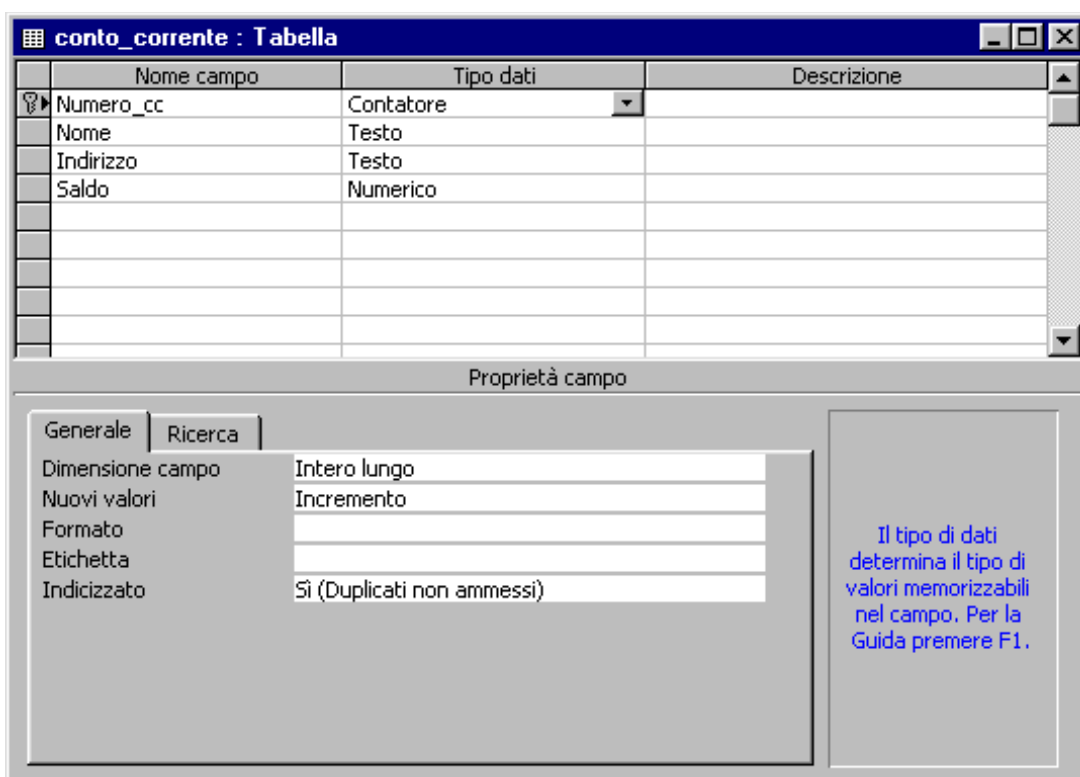 conto_corrente : Tabella
Nome campo Tipo dati Descrizione
Numero_cc Contatore
Nome Testo
Indirizzo Testo
Saldo Numerico
Proprietà campo
Generale Ricerca
Dimensione campo Intero lungo
Nuovi valori Incremento
Formato
Etichetta
Indicizzato Sì (Duplicati non ammessi)
Il tipo di dati
determina il tipo di
valori memorizzabili
nel campo. Per la
Guida premere F1.